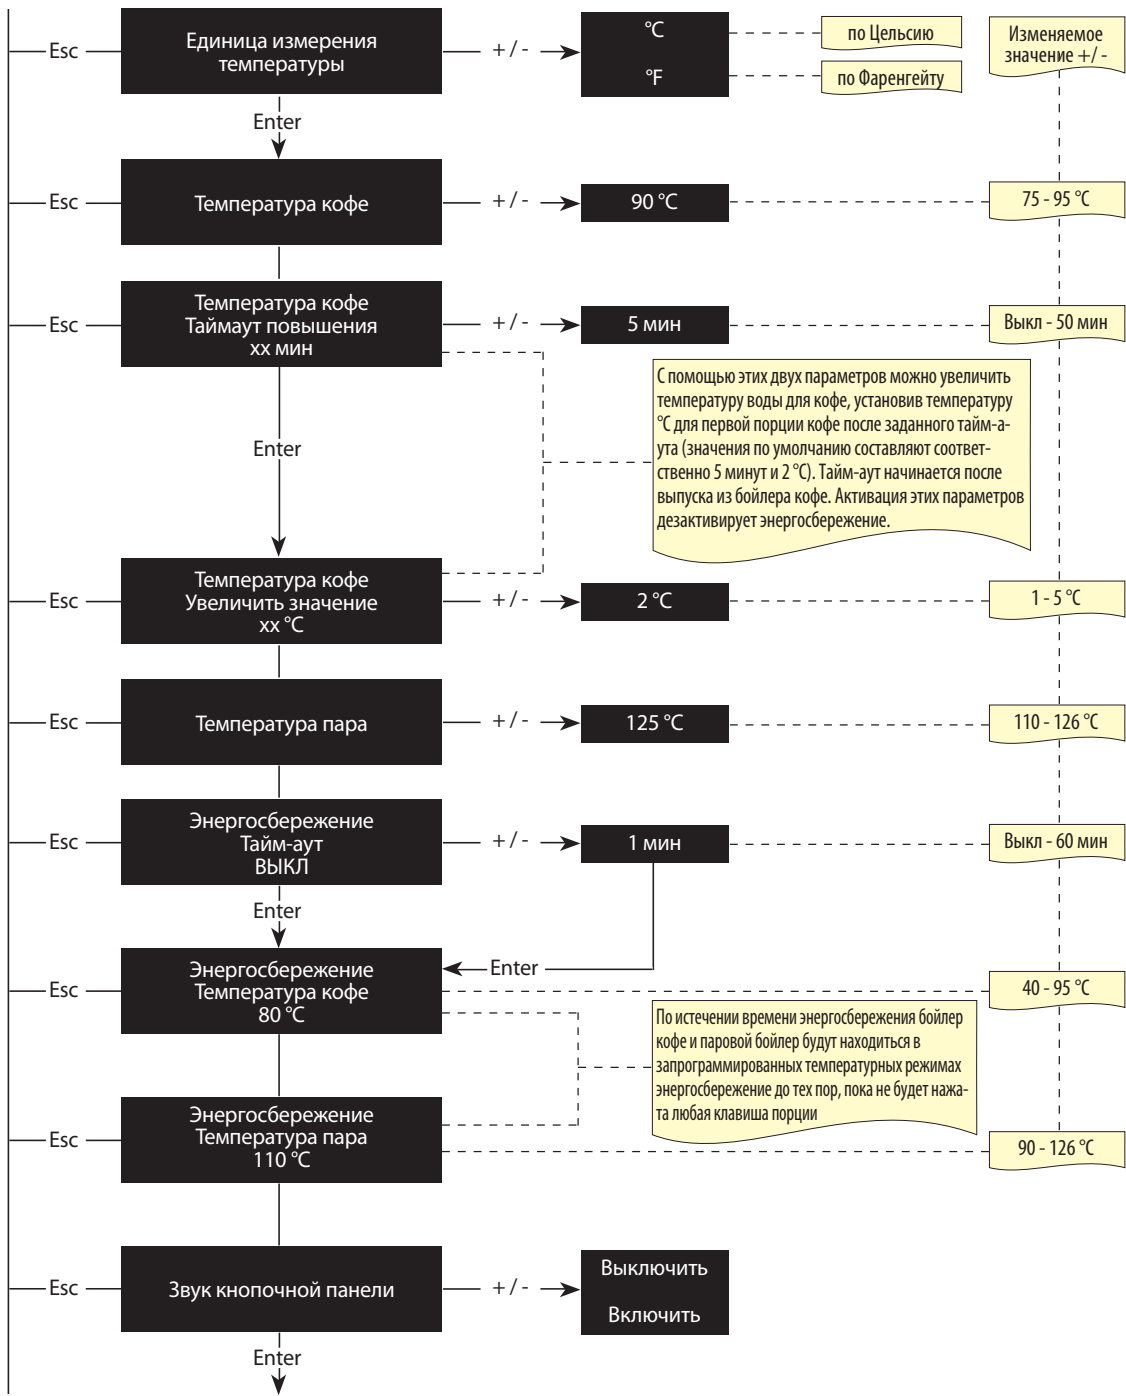 Esc
Единица измерения
температуры
+ / -
°C
°F
по Цельсию
по Фаренгейту
Изменяемое
значение +/ -
Enter
Esc
Температура кофе
+ / -
90 °C
75 - 95 °C
Esc
Температура кофе
Таймаут повышения
xx мин
+ / -
5 мин
Выкл - 50 мин
С помощью этих двух параметров можно увеличить
температуру воды для кофе, установив температуру
°C для первой порции кофе после заданного тайм-а-
ута (значения по умолчанию составляют соответ-
ственно 5 минут и 2 °C). Тайм-аут начинается после
выпуска из бойлера кофе. Активация этих параметров
дезактивирует энергосбережение.
Enter
Esc
Температура кофе
Увеличить значение
xx °C
+ / -
2 °C
1 - 5 °C
Esc
Температура пара
+ / -
125 °C
110 - 126 °C
Esc
Энергосбережение
Тайм-аут
ВЫКЛ
+ / -
1 мин
Выкл - 60 мин
Enter
Enter
Esc
Энергосбережение
Температура кофе
80 °C
40 - 95 °C
По истечении времени энергосбережения бойлер
кофе и паровой бойлер будут находиться в
запрограммированных температурных режимах
энергосбережение до тех пор, пока не будет нажа-
та любая клавиша порции
Esc
Энергосбережение
Температура пара
110 °C
90 - 126 °C
Esc
Звук кнопочной панели
+ / -
Выключить
Включить
Enter